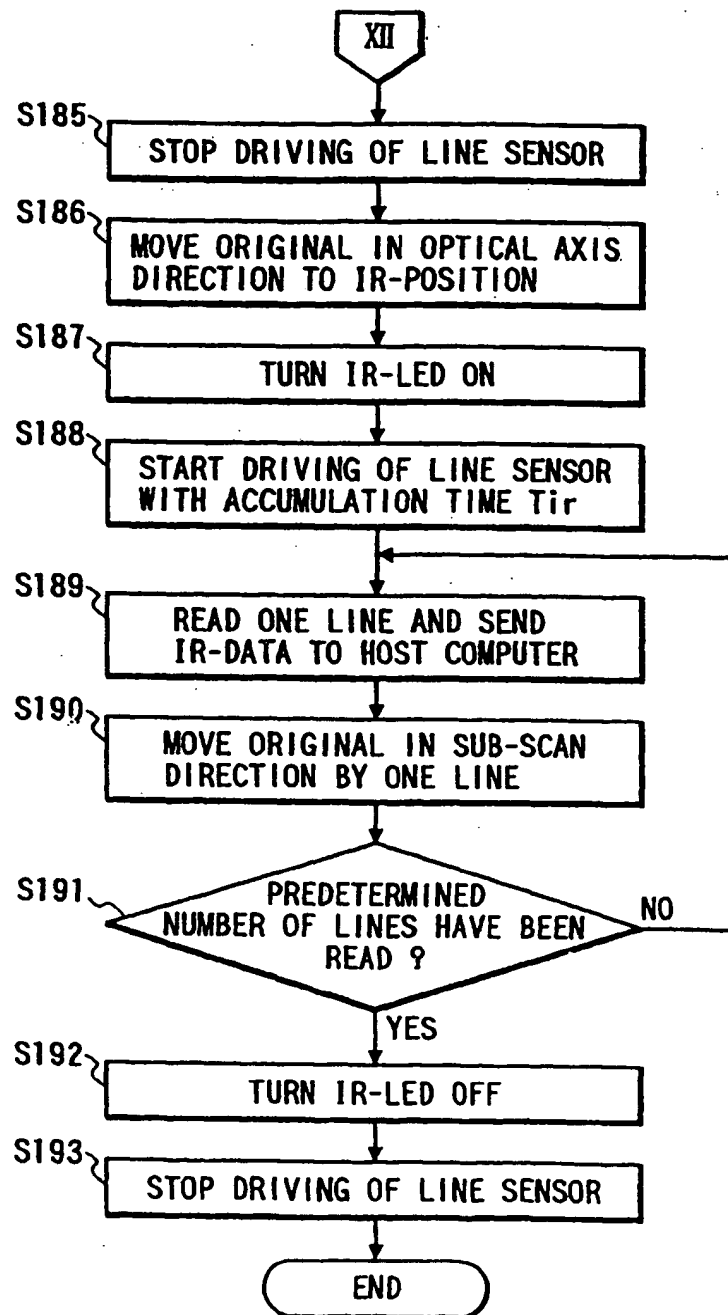 XII
S185
STOP DRIVING OF LINE SENSOR
S186
MOVE ORIGINAL IN OPTICAL AXIS
DIRECTION TO IR-POSITION
S187
TURN IR-LED ON
S188
START DRIVING OF LINE SENSOR
WITH ACCUMULATION TIME Tir
S189
READ ONE LINE AND SEND
IR-DATA TO HOST COMPUTER
S190
MOVE ORIGINAL IN SUB-SCAN
DIRECTION BY ONE LINE
S191
PREDETERMINED
NUMBER OF LINES HAVE BEEN
READ ?
NO
YES
S192
TURN IR-LED OFF
S193
STOP DRIVING OF LINE SENSOR
END